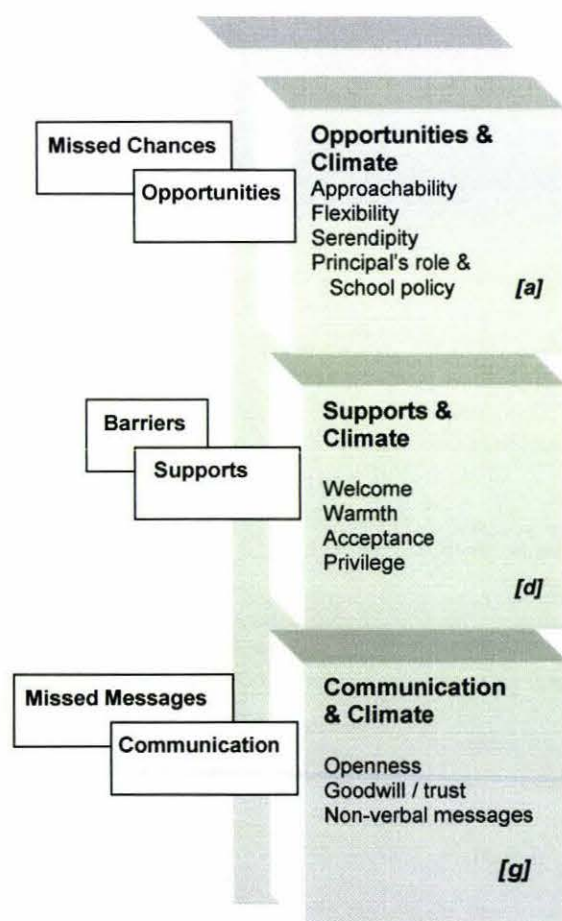 Missed Chances
Opportunities
Opportunities &
Climate
Approachability
Flexibility
Serendipity
Principal's role &
School policy [a]
Barriers
Supports
Supports &
Climate
Welcome
Warmth
Acceptance
Privilege
[d]
Missed Messages
Communication
Communication
& Climate
Openness
Goodwill / trust
Non-verbal messages
[g]